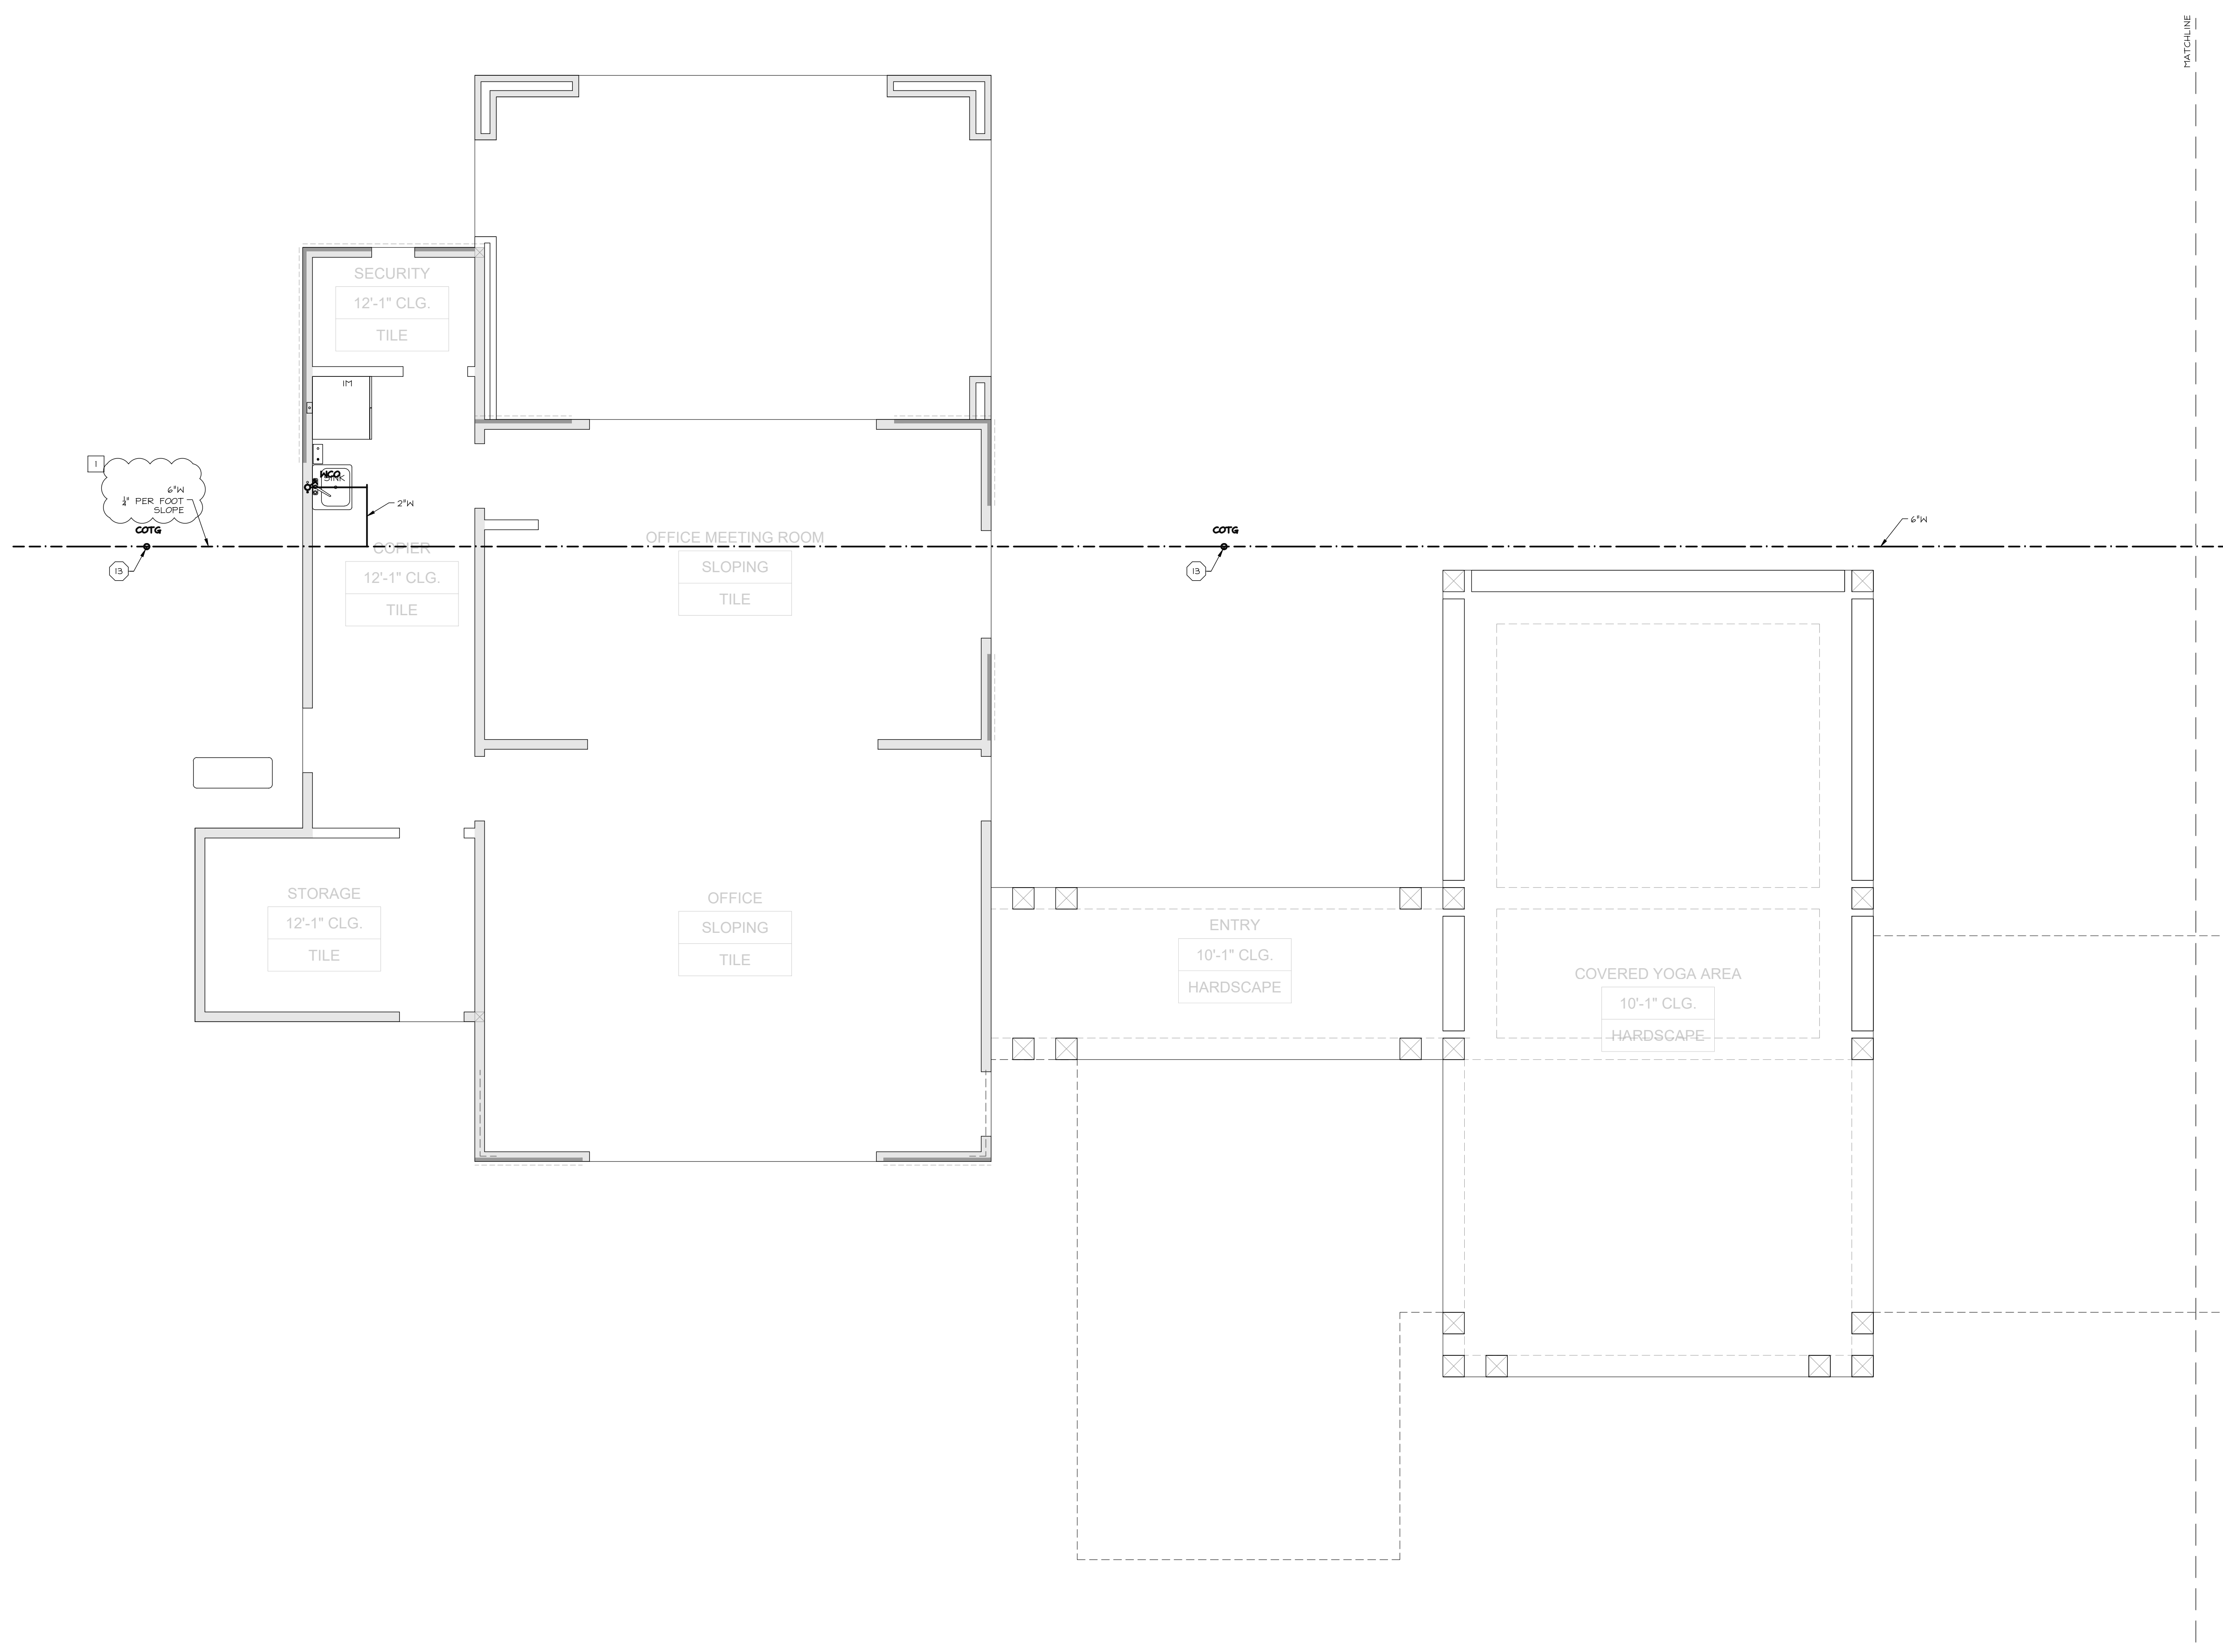 MATCHLINE
SECURITY
12'-1" CLG.
TILE
IM
1
6"W
1/4" PER FOOT
SLOPE
WCO
SINK
2"W
COTG
COTG
6"W
13
13
COPIER
12'-1" CLG.
TILE
OFFICE MEETING ROOM
SLOPING
TILE
STORAGE
12'-1" CLG.
TILE
OFFICE
SLOPING
TILE
ENTRY
10'-1" CLG.
HARDSCAPE
COVERED YOGA AREA
10'-1" CLG.
HARDSCAPE